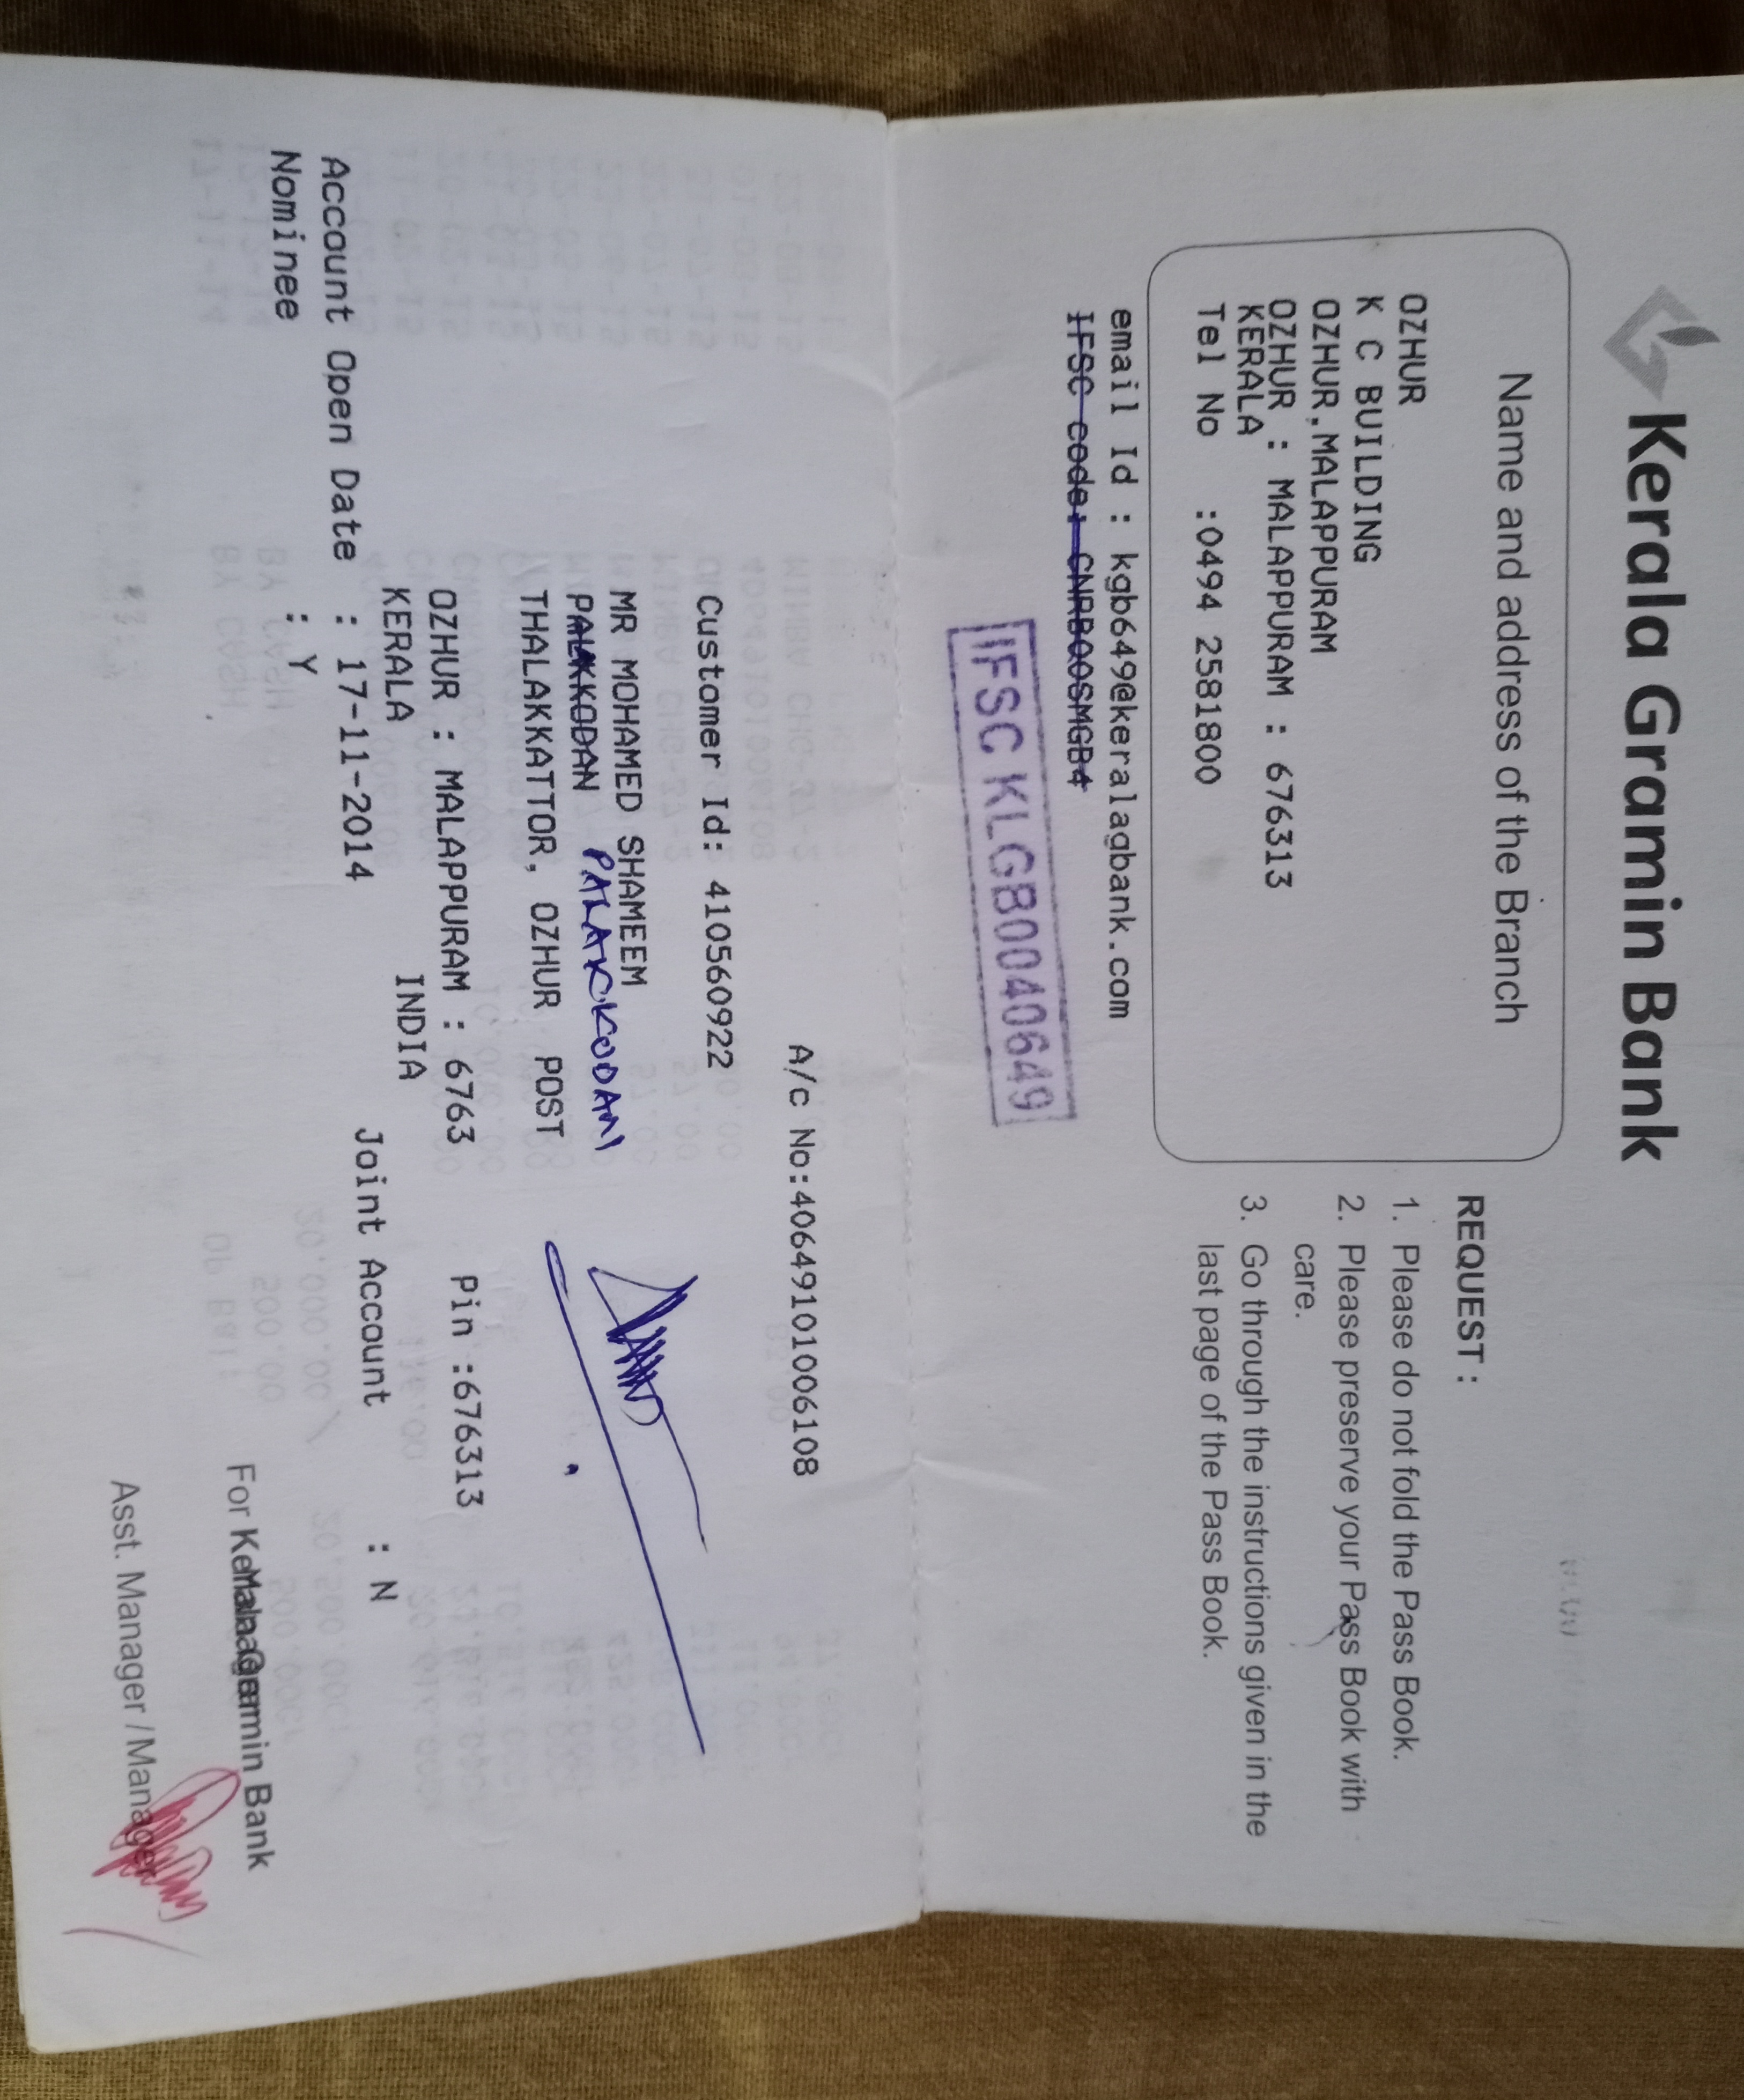 Kerala Gramin Bank
Name and address of the Branch
OZHUR
K C BUILDING
OZHUR,MALAPPURAM
OZHUR : MALAPPURAM : 676313
KERALA
Tel No :0494 2581800
email Id : kgb649@keralagbank.com
IFSC code: CNRB00SMGB4
IFSC KLGB0040649
REQUEST :
1. Please do not fold the Pass Book.
2. Please preserve your Pass Book with
care.
3. Go through the instructions given in the
last page of the Pass Book.
A/c No:40649101006108
Customer Id: 410560922
MR MOHAMED SHAMEEM
PALAKKODAN PALAKKODAN
THALAKKATTOR, OZHUR POST
OZHUR : MALAPPURAM : 6763 Pin :676313
KERALA INDIA
Account Open Date : 17-11-2014 Joint Account : N
Nominee : Y
For Kerala Gramin Bank
Manager
Asst. Manager / Manager